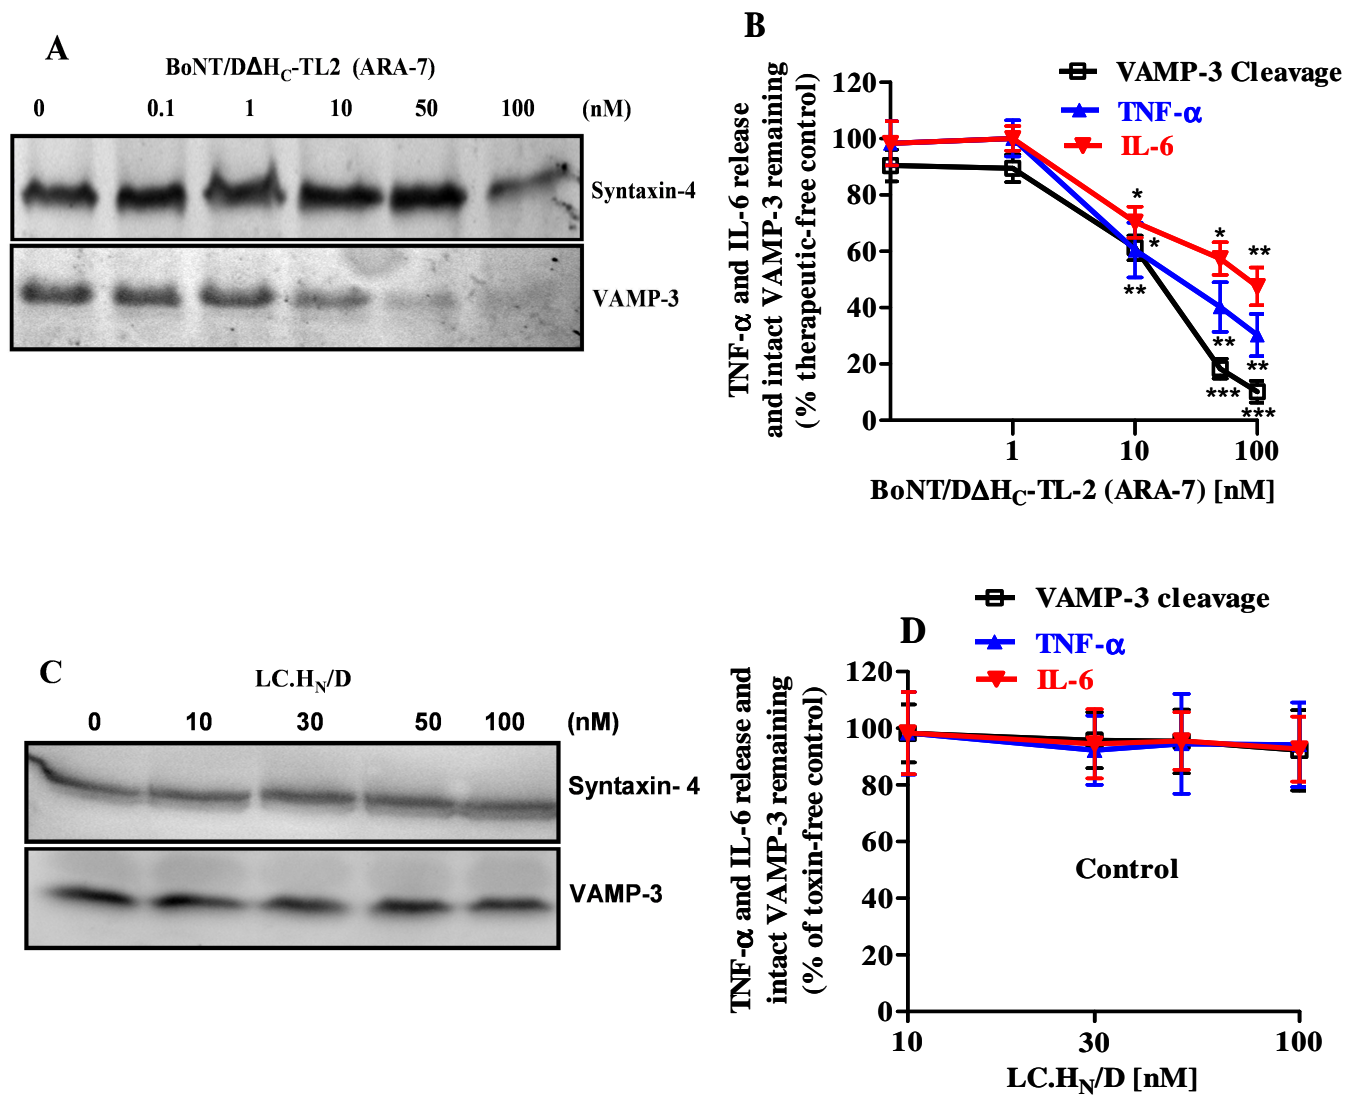 A
BoNT/DΔHC-TL2 (ARA-7)
0 0.1 1 10 50 100 (nM)
Syntaxin-4
VAMP-3
B
VAMP-3 Cleavage
TNF-α
IL-6
TNF-α and IL-6 release
and intact VAMP-3 remaining
(% therapeutic-free control)
120
100
80
60
40
20
0
*
*
**
*
**
***
**
**
***
1 10 100
BoNT/DΔHC-TL-2 (ARA-7) [nM]
C
LC.HN/D
0 10 30 50 100 (nM)
Syntaxin- 4
VAMP-3
D
VAMP-3 cleavage
TNF-α
IL-6
TNF-α and IL-6 release and
intact VAMP-3 remaining
(% of toxin-free control)
120
100
80
60
40
20
0
Control
10 30 100
LC.HN/D [nM]